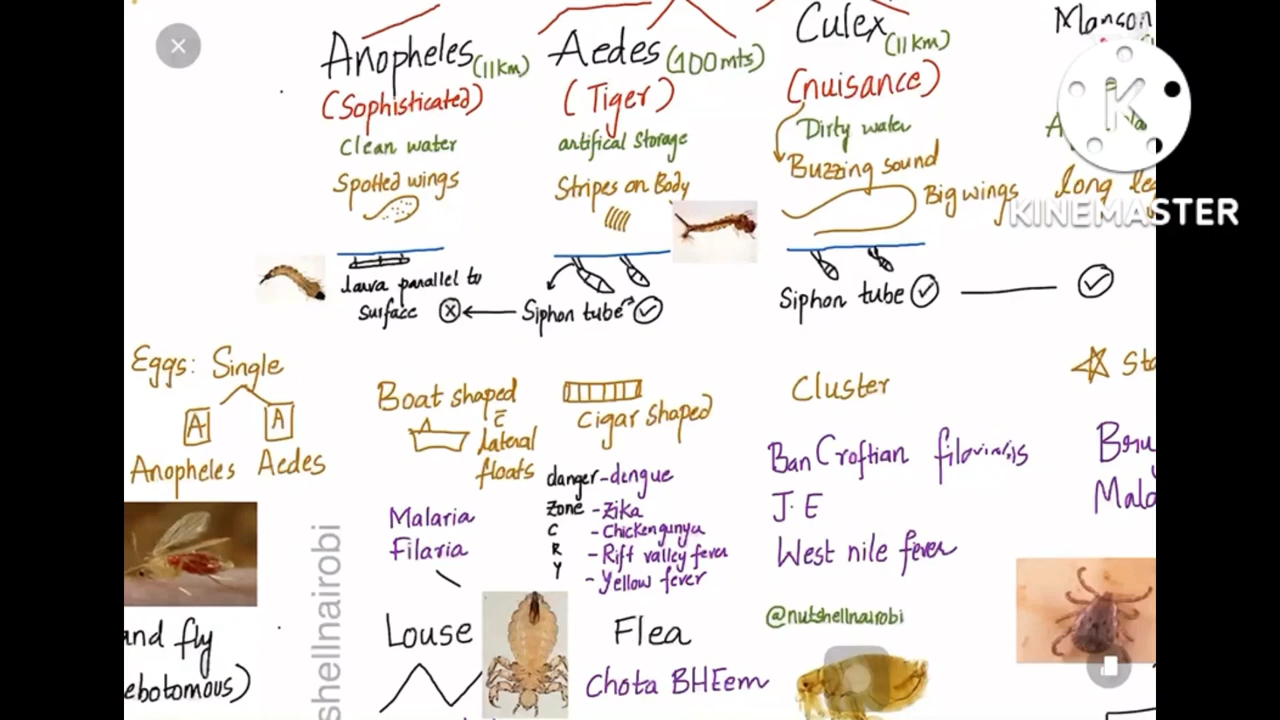 Anopheles (11km)
(Sophisticated)
Clean water
Spotted wings
larva parallel to
surface
Aedes (100mts)
(Tiger)
artifical Storage
Stripes on Body
Siphon tube
Culex (11km)
(nuisance)
Dirty water
Buzzing sound
Big wings
Siphon tube
Manson
long le
KINEMASTER
Eggs: Single
A A
Anopheles Aedes
Boat shaped
c̄
lateral
floats
Cigar shaped
Cluster
Malaria
Filaria
danger - dengue
Zone - Zika
C - Chickengunya
R - Rift valley fever
Y - Yellow fever
Ban Croftian filariasis
J.E
West nile fever
@nutshellnairobi
shellnairobi
and fly
ebotomous)
Louse
Flea
Chota BHEem